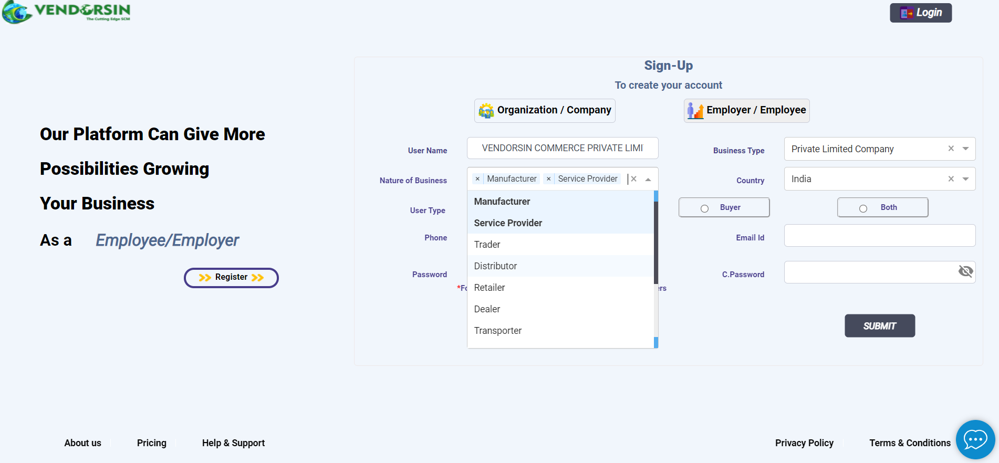 VENDORSIN
The Cutting Edge SCM
Login
Sign-Up
To create your account
Organization / Company
Employer / Employee
Our Platform Can Give More
Possibilities Growing
Your Business
As a Employee/Employer
Register
User Name
VENDORSIN COMMERCE PRIVATE LIMI
Business Type
Private Limited Company
Nature of Business
× Manufacturer × Service Provider
Country
India
Manufacturer
Service Provider
Trader
Distributor
Retailer
Dealer
Transporter
User Type
Buyer
Both
Phone
Email Id
Password
C.Password
SUBMIT
About us
Pricing
Help & Support
Privacy Policy
Terms & Conditions